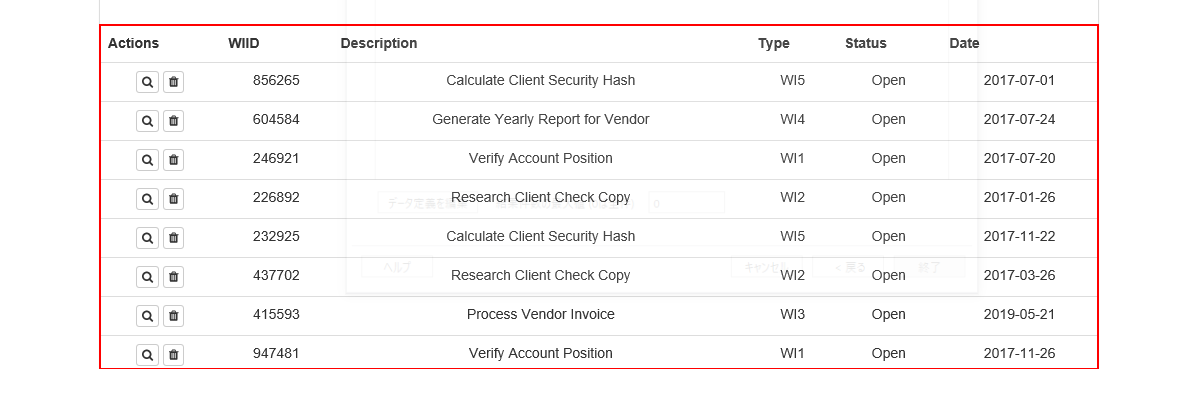 Actions WIID Description Type Status Date
856265 Calculate Client Security Hash WI5 Open 2017-07-01
604584 Generate Yearly Report for Vendor WI4 Open 2017-07-24
246921 Verify Account Position WI1 Open 2017-07-20
226892 Research Client Check Copy WI2 Open 2017-01-26
データ定義を編集 0
232925 Calculate Client Security Hash WI5 Open 2017-11-22
ヘルプ キャンセル < 戻る 終了
437702 Research Client Check Copy WI2 Open 2017-03-26
415593 Process Vendor Invoice WI3 Open 2019-05-21
947481 Verify Account Position WI1 Open 2017-11-26